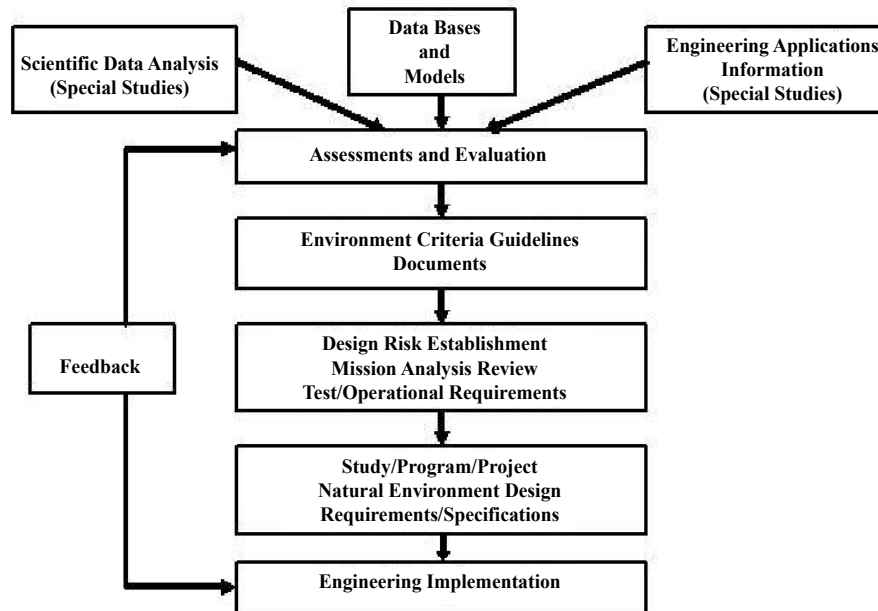 Scientific Data Analysis
(Special Studies)
Data Bases
and
Models
Engineering Applications
Information
(Special Studies)
Assessments and Evaluation
Environment Criteria Guidelines
Documents
Design Risk Establishment
Mission Analysis Review
Test/Operational Requirements
Feedback
Study/Program/Project
Natural Environment Design
Requirements/Specifications
Engineering Implementation